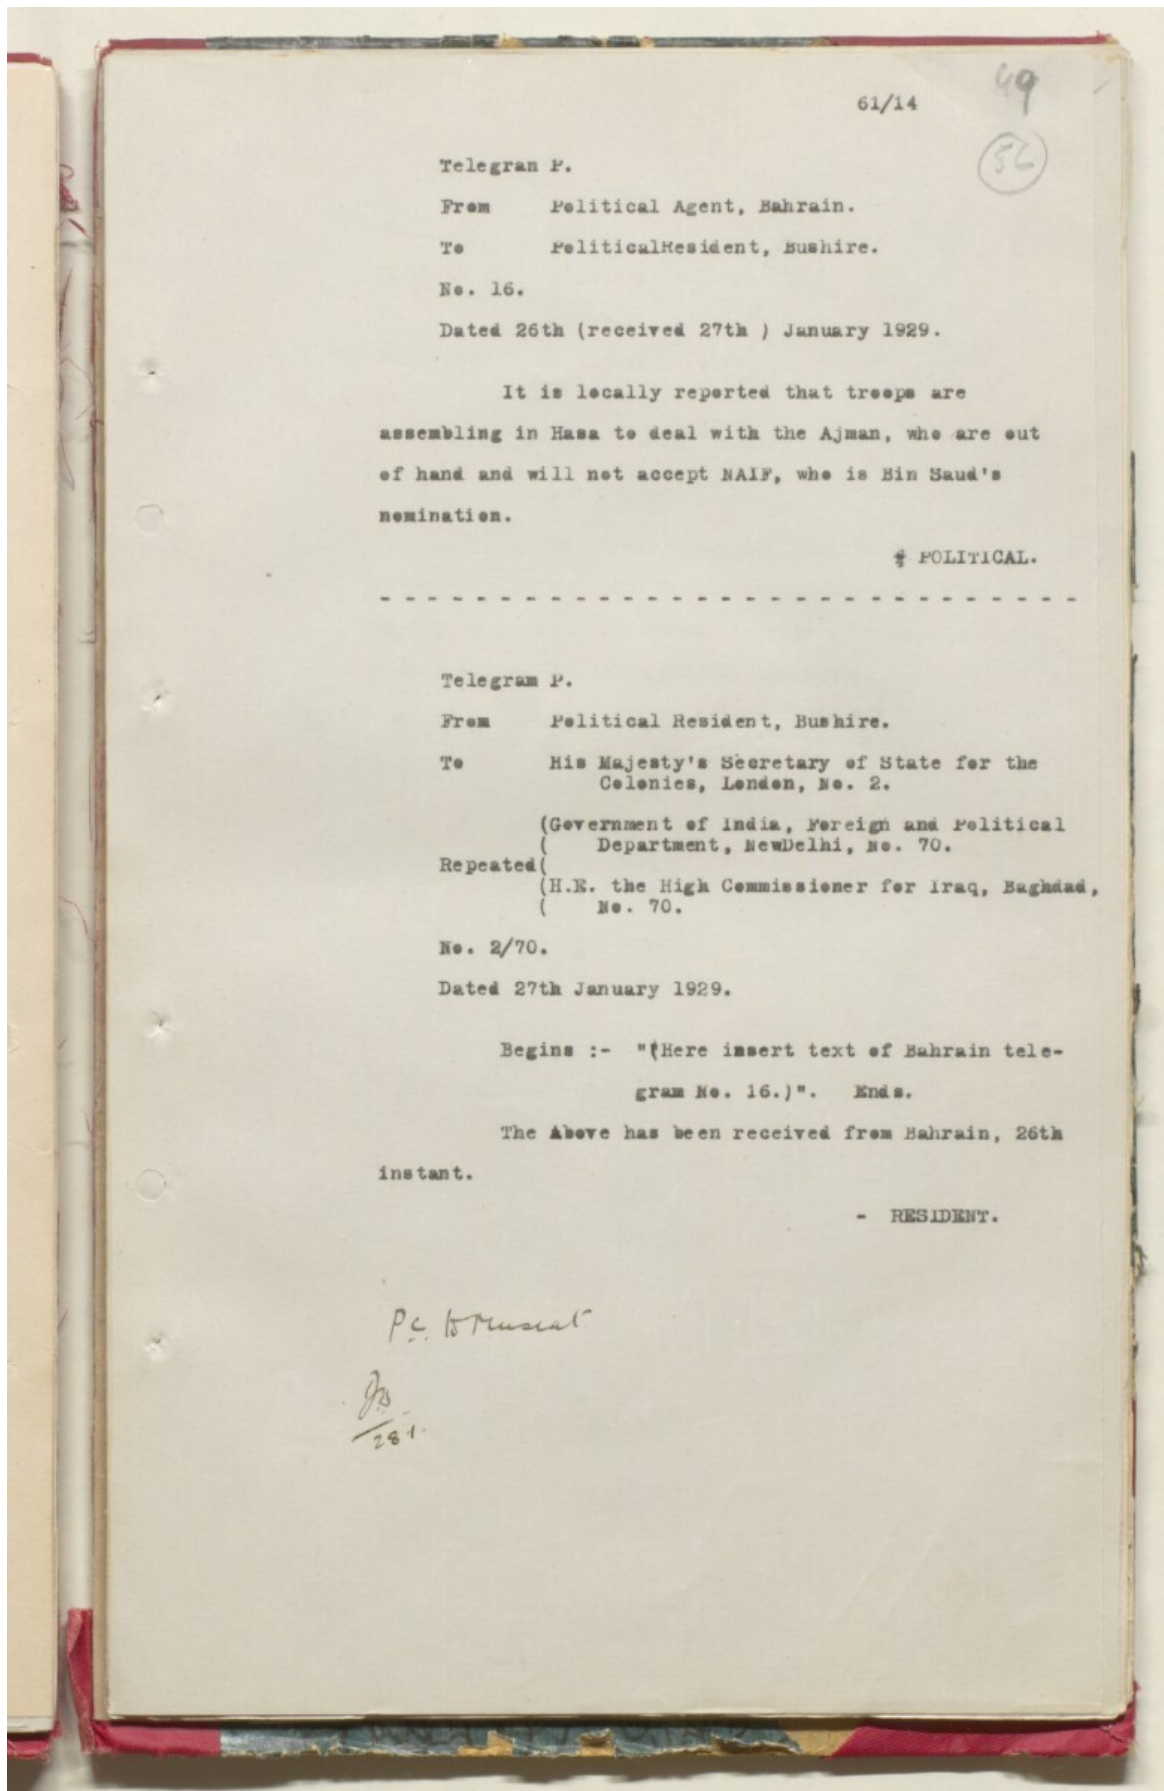 61/14
49
56
Telegran P.
From Political Agent, Bahrain.
To PoliticalResident, Bushire.
No. 16.
Dated 26th (received 27th ) January 1929.
It is locally reported that troops are
assembling in Hasa to deal with the Ajman, who are out
of hand and will not accept NAIF, who is Bin Saud's
nomination.
POLITICAL.
- - - - - - - - - - - - - - - - - - - - - - - - - - - - -
Telegram P.
From Political Resident, Bushire.
To His Majesty's Secretary of State for the
Colonies, London, No. 2.
(Government of India, Foreign and Political
( Department, NewDelhi, No. 70.
Repeated(
(H.E. the High Commissioner for Iraq, Baghdad,
( No. 70.
No. 2/70.
Dated 27th January 1929.
Begins :- "(Here insert text of Bahrain tele-
gram No. 16.)". Ends.
The Above has been received from Bahrain, 26th
instant.
- RESIDENT.
P.C. to Muscat
28 1.